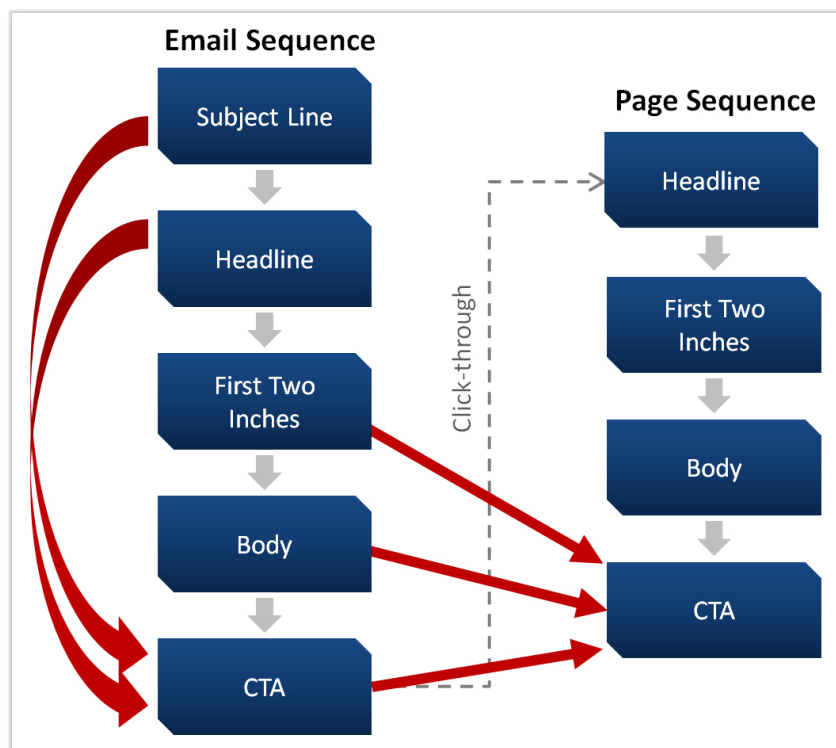 Email Sequence
Subject Line
Headline
First Two
Inches
Body
CTA
Click-through
Page Sequence
Headline
First Two
Inches
Body
CTA